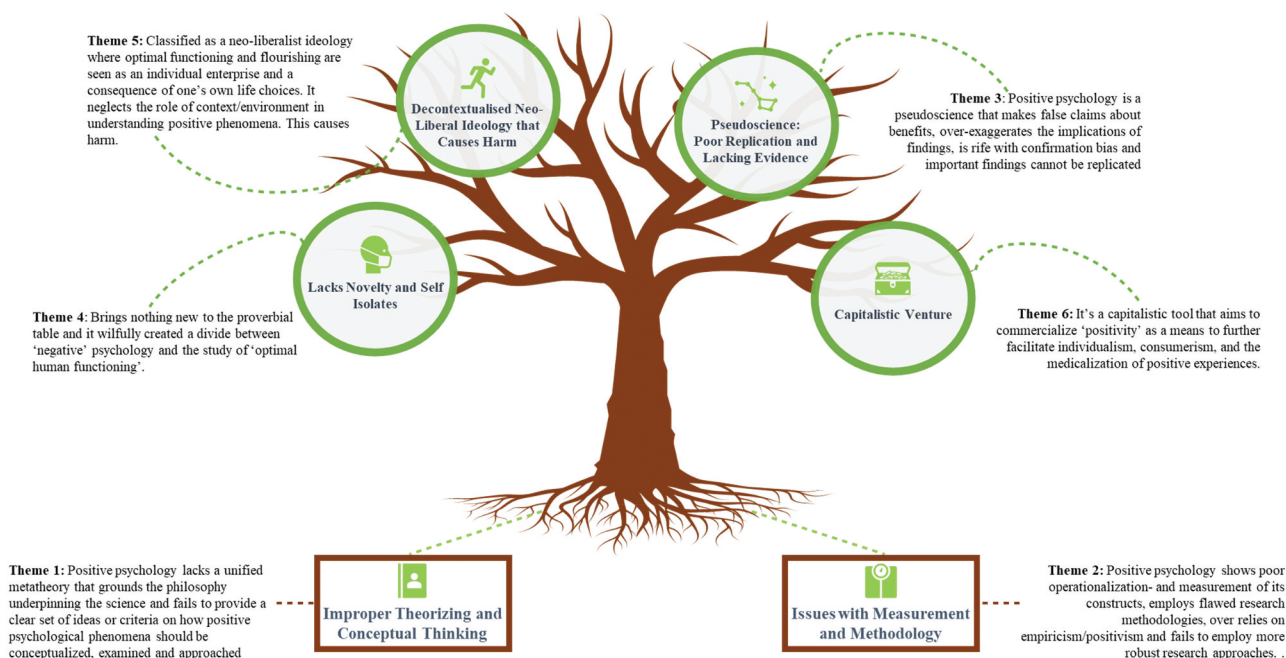 Theme 5: Classified as a neo-liberalist ideology
where optimal functioning and flourishing are
seen as an individual enterprise and a
consequence of one's own life choices. It
neglects the role of context/environment in
understanding positive phenomena. This causes
harm.
Decontextualised Neo-
Liberal Ideology that
Causes Harm
Pseudoscience:
Poor Replication and
Lacking Evidence
Theme 3: Positive psychology is a
pseudoscience that makes false claims about
benefits, over-exaggerates the implications of
findings, is rife with confirmation bias and
important findings cannot be replicated
Theme 4: Brings nothing new to the proverbial
table and it wilfully created a divide between
‘negative’ psychology and the study of ‘optimal
human functioning’.
Lacks Novelty and Self
Isolates
Capitalistic Venture
Theme 6: It’s a capitalistic tool that aims to
commercialize ‘positivity’ as a means to further
facilitate individualism, consumerism, and the
medicalization of positive experiences.
Theme 1: Positive psychology lacks a unified
metatheory that grounds the philosophy
underpinning the science and fails to provide a
clear set of ideas or criteria on how positive
psychological phenomena should be
conceptualized, examined and approached
Improper Theorizing and
Conceptual Thinking
Issues with Measurement
and Methodology
Theme 2: Positive psychology shows poor
operationalization- and measurement of its
constructs, employs flawed research
methodologies, over relies on
empiricism/positivism and fails to employ more
robust research approaches. .